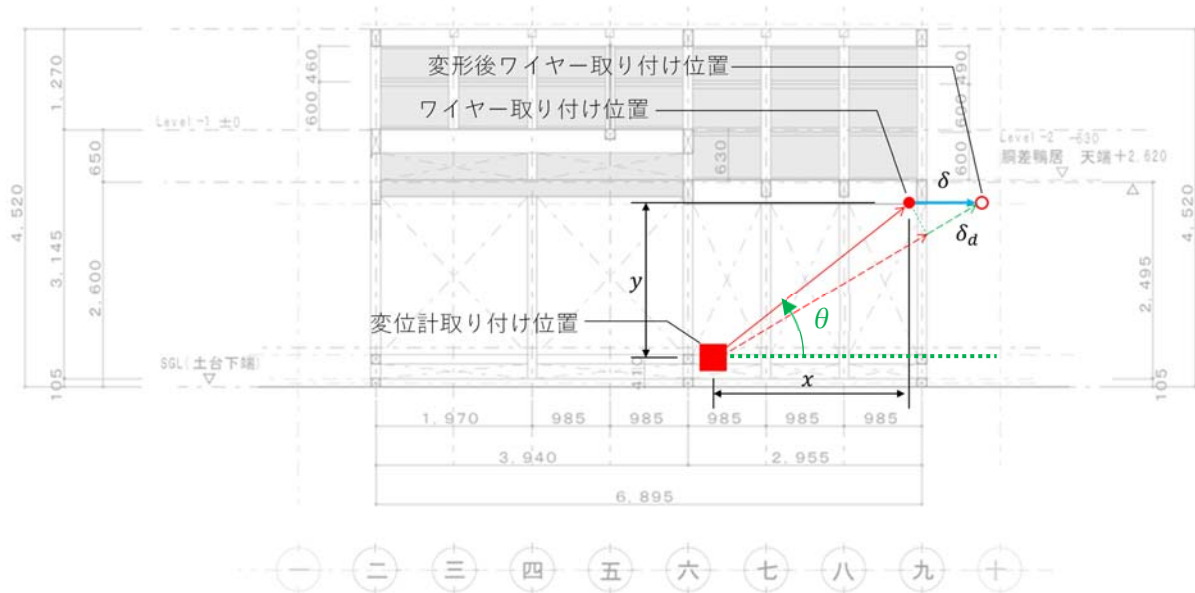 変形後ワイヤー取り付け位置
ワイヤー取り付け位置
変位計取り付け位置
δ
δ_d
θ
y
x
4,520
1,270
3,145
105
650
2,600
460
600
Level-1 ±0
SGL(土台下端)
630
410
490
600
600
Level-2 -630
胴差鴨居 天端+2,620
4,520
2,495
105
1,970 985 985 985 985 985
3,940 2,955
6,895
一 二 三 四 五 六 七 八 九 十